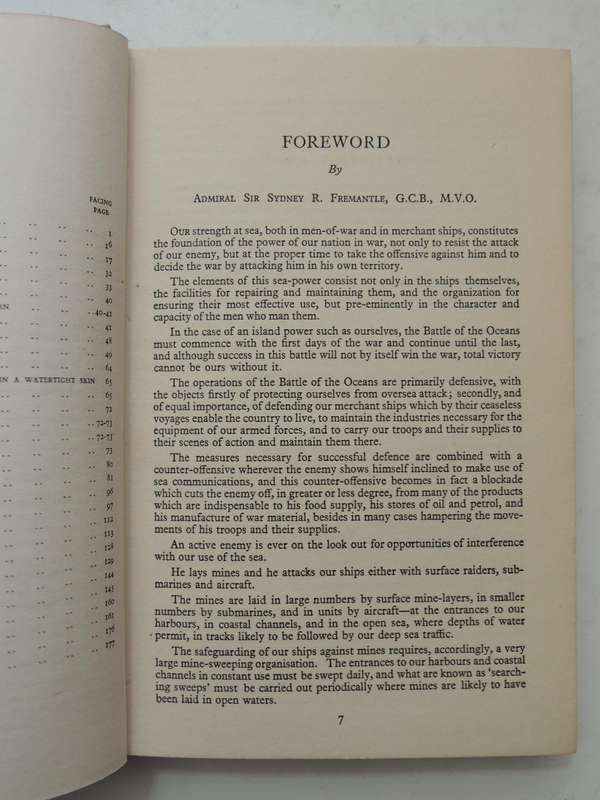 FACING
PAGE
.. .. .. .. 1
.. .. .. .. 16
.. .. .. .. 17
.. .. .. .. 32
.. .. .. .. 33
.. .. .. .. 40
.. .. .. ..40-41
.. .. .. .. 41
.. .. .. .. 48
.. .. .. .. 49
.. .. .. .. 64
IN A WATERTIGHT SKIN 65
.. .. .. .. 65
.. .. .. .. 72
.. .. .. ..72-73
.. .. .. ..72-73
.. .. .. .. 73
.. .. .. .. 80
.. .. .. .. 81
.. .. .. .. 96
.. .. .. .. 97
.. .. .. .. 112
.. .. .. .. 113
.. .. .. .. 128
.. .. .. .. 129
.. .. .. .. 144
.. .. .. .. 145
.. .. .. .. 160
.. .. .. .. 161
.. .. .. .. 176
.. .. .. .. 177
FOREWORD
By
ADMIRAL SIR SYDNEY R. FREMANTLE, G.C.B., M.V.O.
OUR strength at sea, both in men-of-war and in merchant ships, constitutes
the foundation of the power of our nation in war, not only to resist the attack
of our enemy, but at the proper time to take the offensive against him and to
decide the war by attacking him in his own territory.
The elements of this sea-power consist not only in the ships themselves,
the facilities for repairing and maintaining them, and the organization for
ensuring their most effective use, but pre-eminently in the character and
capacity of the men who man them.
In the case of an island power such as ourselves, the Battle of the Oceans
must commence with the first days of the war and continue until the last,
and although success in this battle will not by itself win the war, total victory
cannot be ours without it.
The operations of the Battle of the Oceans are primarily defensive, with
the objects firstly of protecting ourselves from oversea attack; secondly, and
of equal importance, of defending our merchant ships which by their ceaseless
voyages enable the country to live, to maintain the industries necessary for the
equipment of our armed forces, and to carry our troops and their supplies to
their scenes of action and maintain them there.
The measures necessary for successful defence are combined with a
counter-offensive wherever the enemy shows himself inclined to make use of
sea communications, and this counter-offensive becomes in fact a blockade
which cuts the enemy off, in greater or less degree, from many of the products
which are indispensable to his food supply, his stores of oil and petrol, and
his manufacture of war material, besides in many cases hampering the move-
ments of his troops and their supplies.
An active enemy is ever on the look out for opportunities of interference
with our use of the sea.
He lays mines and he attacks our ships either with surface raiders, sub-
marines and aircraft.
The mines are laid in large numbers by surface mine-layers, in smaller
numbers by submarines, and in units by aircraft—at the entrances to our
harbours, in coastal channels, and in the open sea, where depths of water
permit, in tracks likely to be followed by our deep sea traffic.
The safeguarding of our ships against mines requires, accordingly, a very
large mine-sweeping organisation. The entrances to our harbours and coastal
channels in constant use must be swept daily, and what are known as 'search-
ing sweeps' must be carried out periodically where mines are likely to have
been laid in open waters.
7